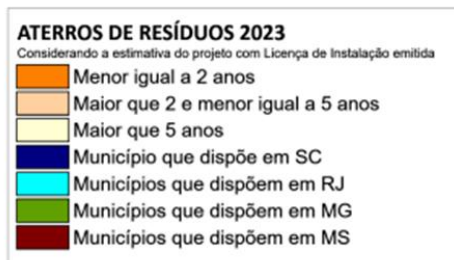 ATERROS DE RESÍDUOS 2023
Considerando a estimativa do projeto com Licença de Instalação emitida
Menor igual a 2 anos
Maior que 2 e menor igual a 5 anos
Maior que 5 anos
Município que dispõe em SC
Municípios que dispõem em RJ
Municípios que dispõem em MG
Municípios que dispõem em MS